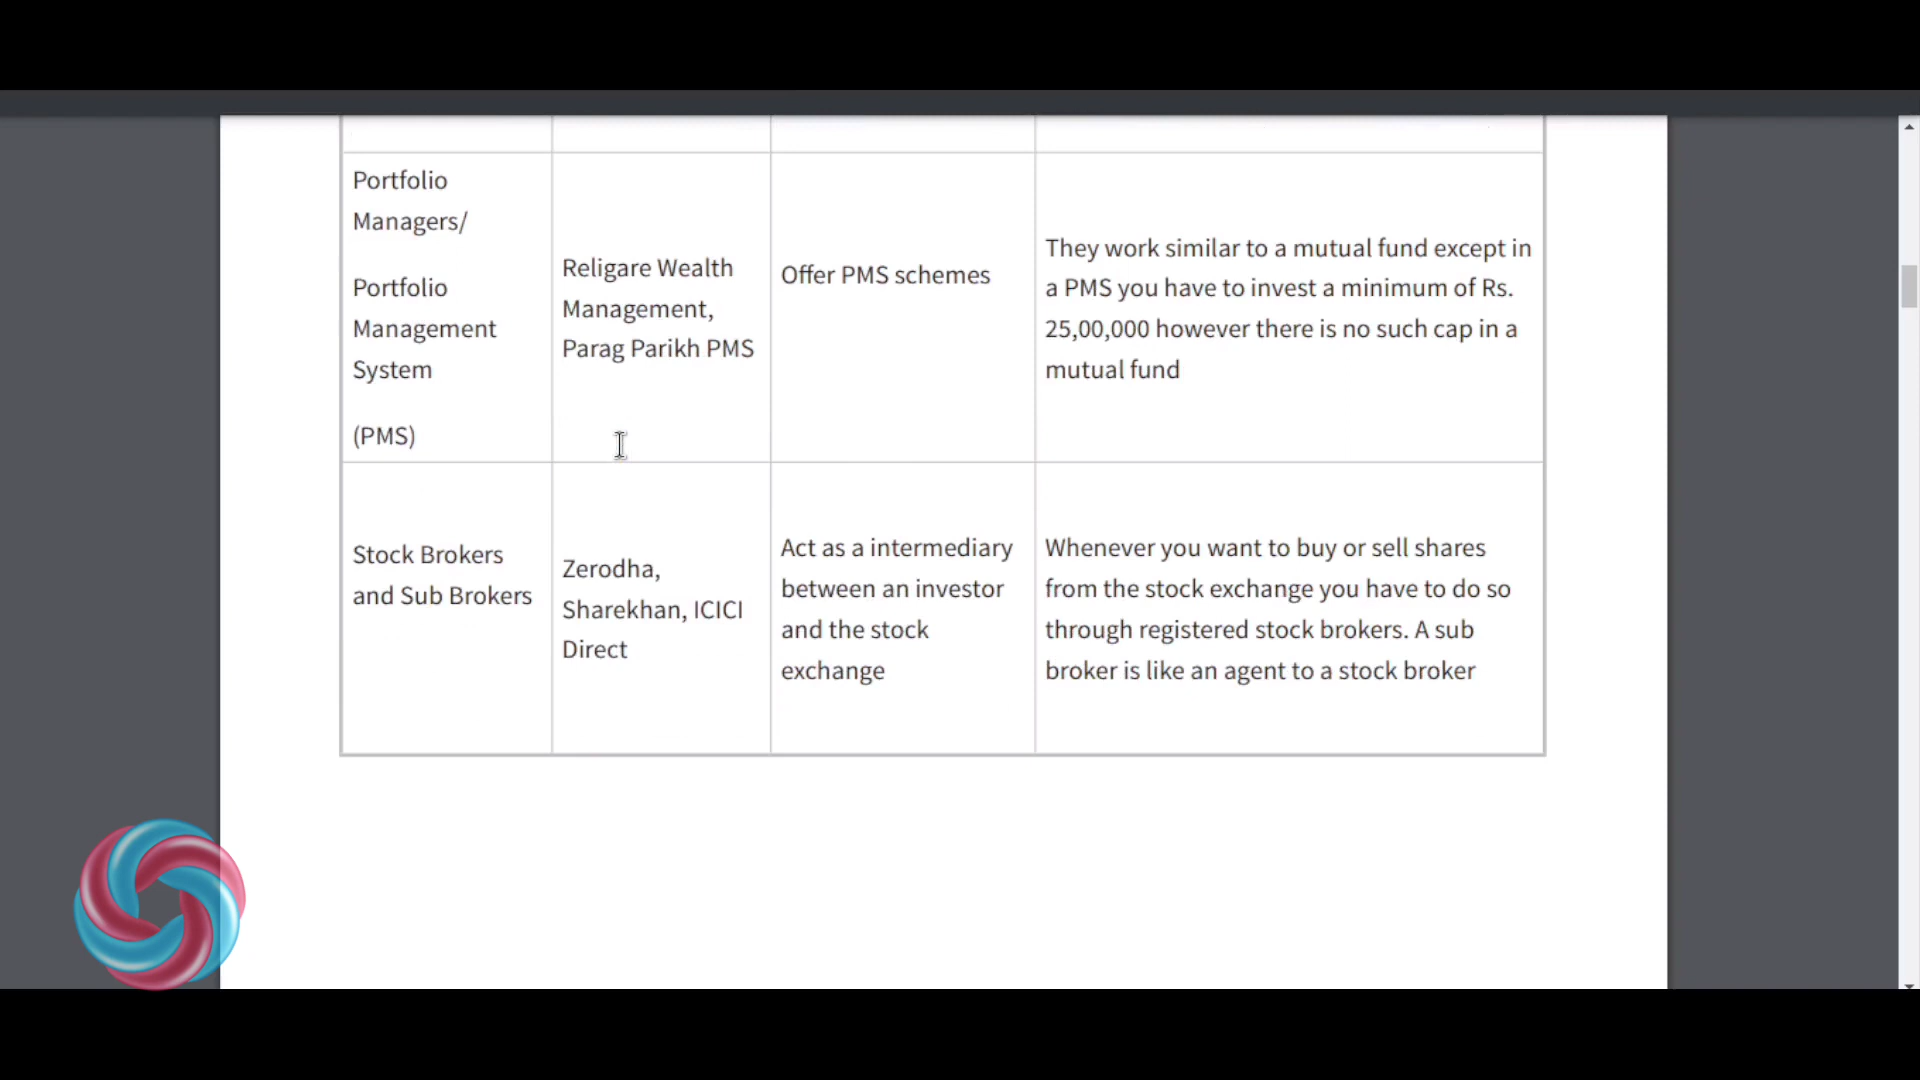 Portfolio
Managers/
Portfolio
Management
System
(PMS)
Religare Wealth
Management,
Parag Parikh PMS
Offer PMS schemes
They work similar to a mutual fund except in
a PMS you have to invest a minimum of Rs.
25,00,000 however there is no such cap in a
mutual fund
Stock Brokers
and Sub Brokers
Zerodha,
Sharekhan, ICICI
Direct
Act as a intermediary
between an investor
and the stock
exchange
Whenever you want to buy or sell shares
from the stock exchange you have to do so
through registered stock brokers. A sub
broker is like an agent to a stock broker